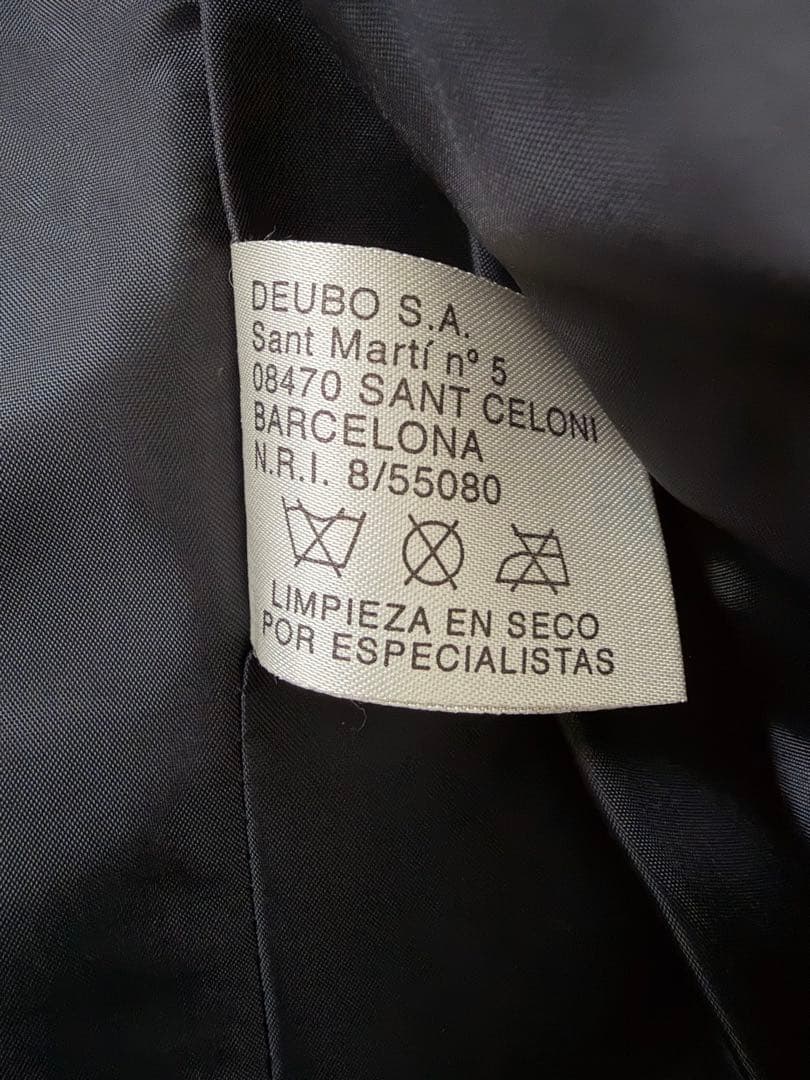 DEUBO S.A.
Sant Martí nº 5
08470 SANT CELONI
BARCELONA
N.R.I. 8/55080
LIMPIEZA EN SECO
POR ESPECIALISTAS